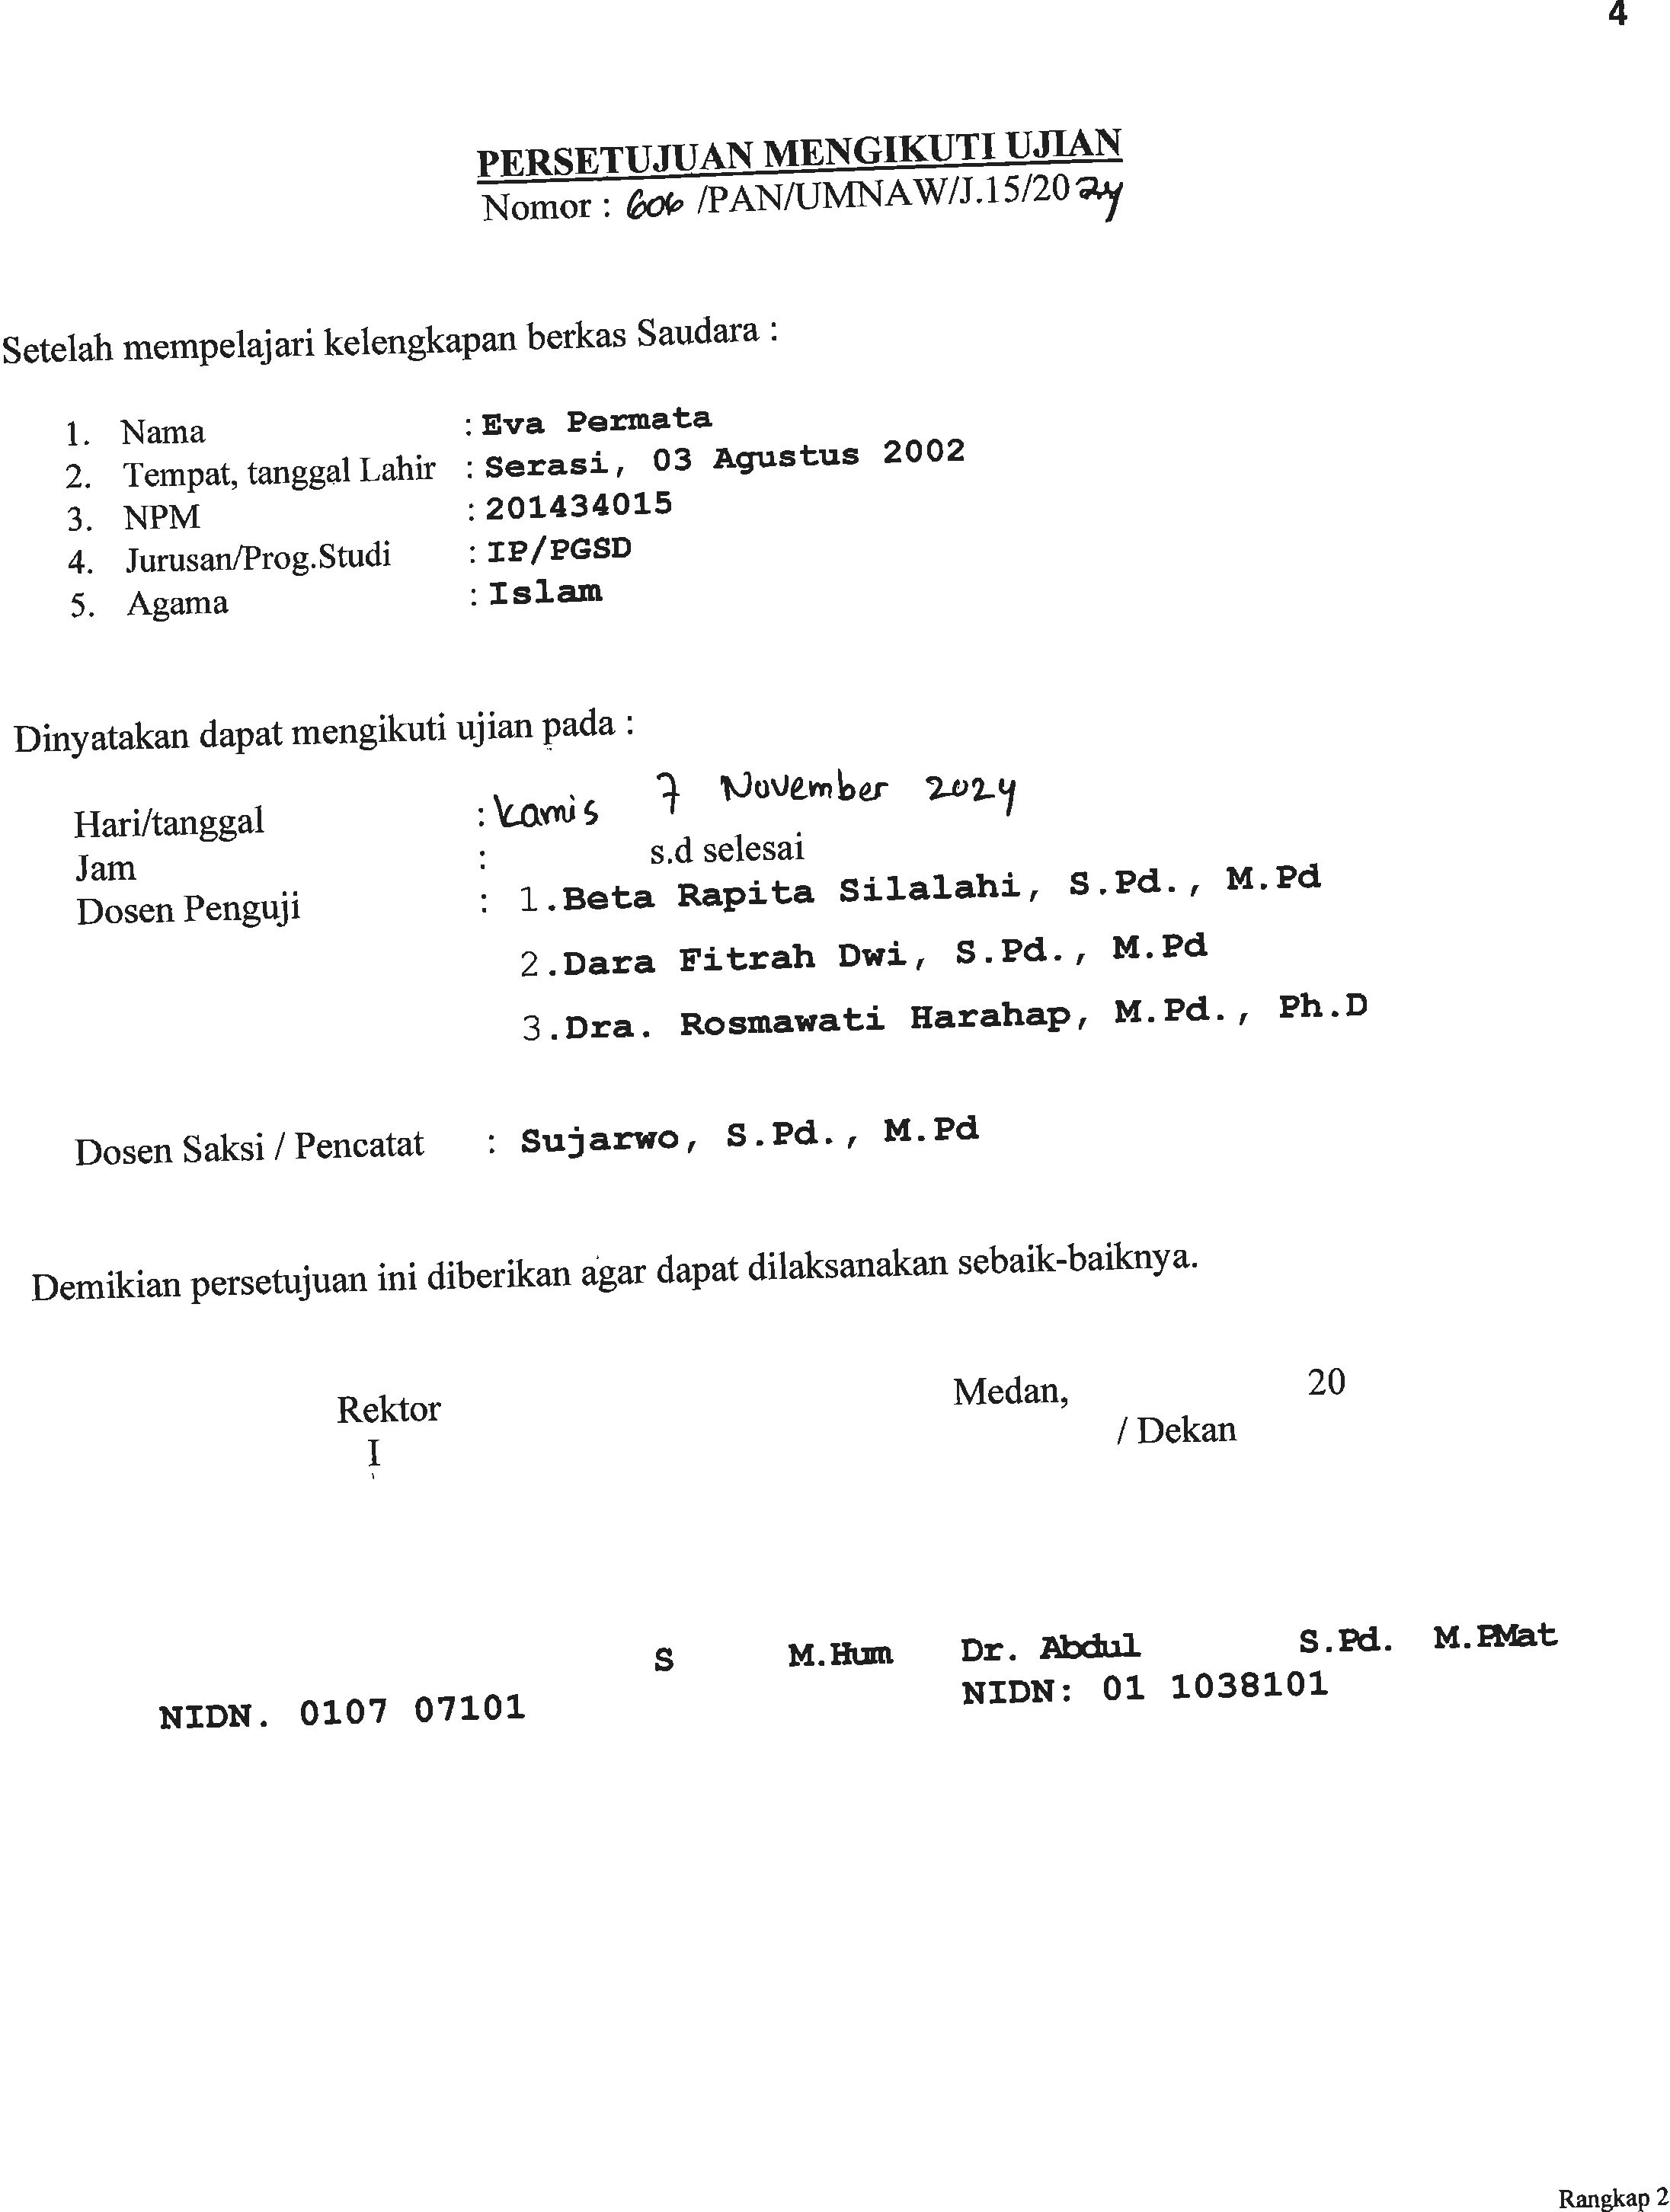 4
PERSETUJUAN MENGIKUTI UJIAN
Nomor : 606 /PAN/UMNAW/J.15/2024
Setelah mempelajari kelengkapan berkas Saudara :
1. Nama : Eva Permata
2. Tempat, tanggal Lahir : Serasi, 03 Agustus 2002
3. NPM : 201434015
4. Jurusan/Prog.Studi : IP/PGSD
5. Agama : Islam
Dinyatakan dapat mengikuti ujian pada :
Hari/tanggal : Kamis 7 November 2024
Jam : s.d selesai
Dosen Penguji : 1.Beta Rapita Silalahi, S.Pd., M.Pd
2.Dara Fitrah Dwi, S.Pd., M.Pd
3.Dra. Rosmawati Harahap, M.Pd., Ph.D
Dosen Saksi / Pencatat : Sujarwo, S.Pd., M.Pd
Demikian persetujuan ini diberikan agar dapat dilaksanakan sebaik-baiknya.
Medan, 20
Rektor / Dekan
I
S M.Hum Dr. Abdul S.Pd. M.PMat
NIDN. 0107 07101 NIDN: 01 1038101
Rangkap 2